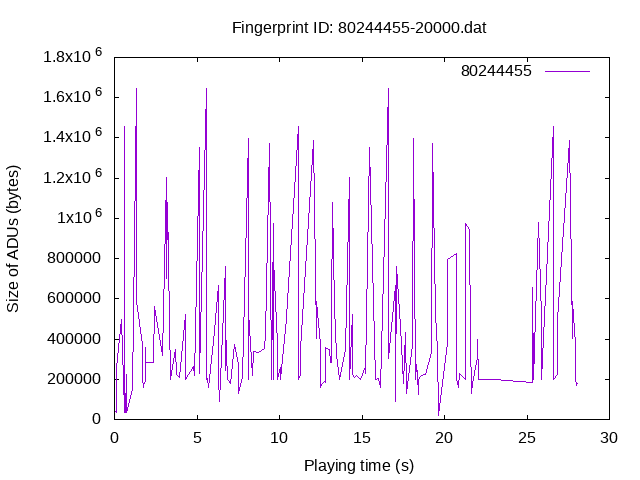 Fingerprint ID: 80244455-20000.dat
80244455
1.8x10^6
1.6x10^6
1.4x10^6
1.2x10^6
1x10^6
800000
600000
400000
200000
0
Size of ADUs (bytes)
0 5 10 15 20 25 30
Playing time (s)